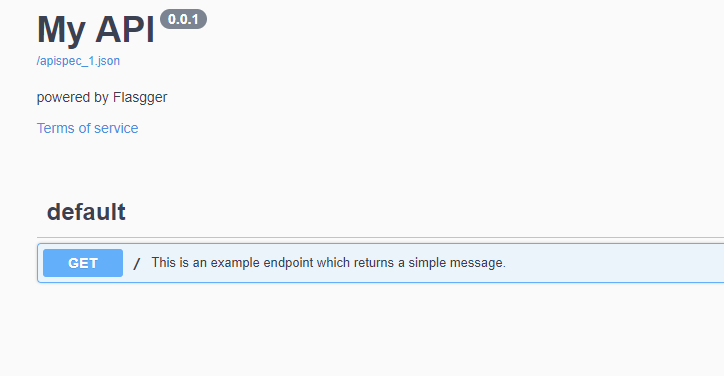 My API 0.0.1
/apispec_1.json
powered by Flasgger
Terms of service
default
GET / This is an example endpoint which returns a simple message.